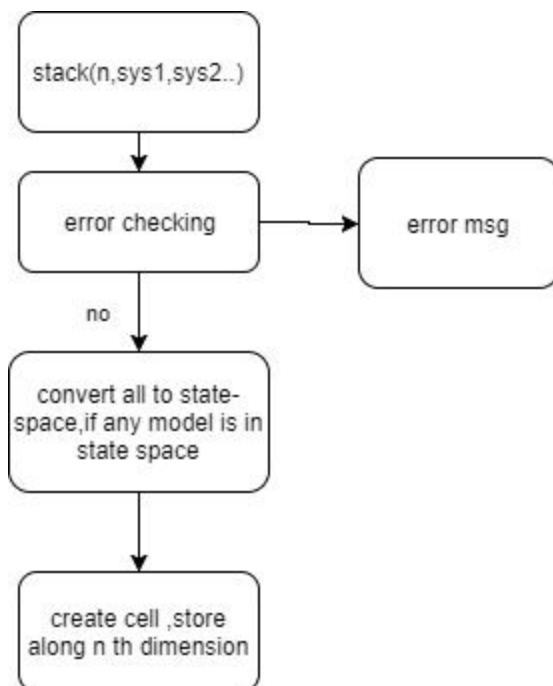 stack(n,sys1,sys2..)
error checking
error msg
no
convert all to state-
space,if any model is in
state space
create cell ,store
along n th dimension